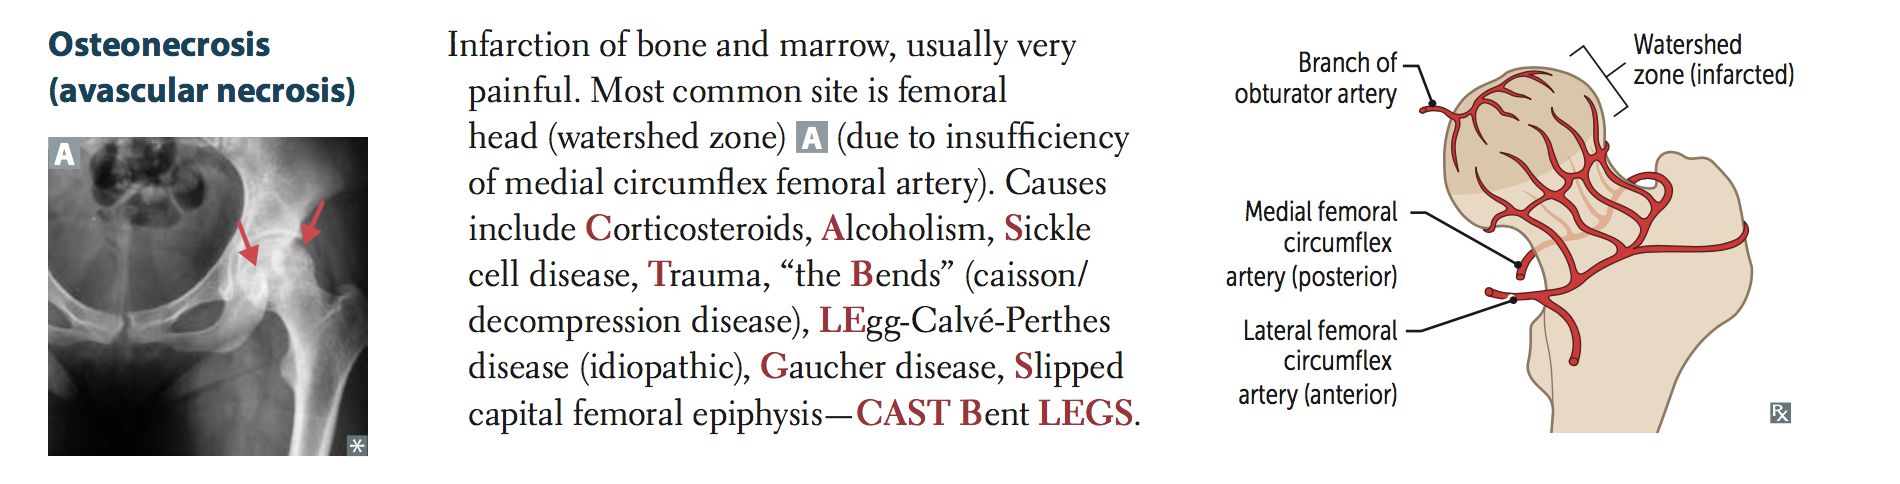 Osteonecrosis
(avascular necrosis)
A
*
Infarction of bone and marrow, usually very
painful. Most common site is femoral
head (watershed zone) A (due to insufficiency
of medial circumflex femoral artery). Causes
include Corticosteroids, Alcoholism, Sickle
cell disease, Trauma, “the Bends” (caisson/
decompression disease), LEgg-Calvé-Perthes
disease (idiopathic), Gaucher disease, Slipped
capital femoral epiphysis—CAST Bent LEGS.
Branch of
obturator artery
Watershed
zone (infarcted)
Medial femoral
circumflex
artery (posterior)
Lateral femoral
circumflex
artery (anterior)
Rx